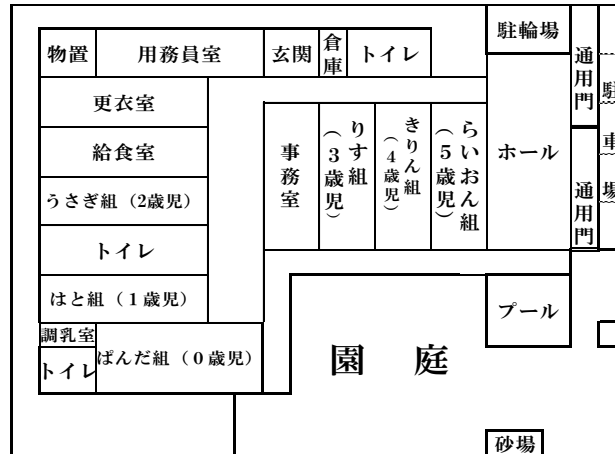 駐輪場
物置
用務員室
玄関
倉庫
トイレ
通用門
駐車場
更衣室
給食室
うさぎ組（2歳児）
トイレ
はと組（１歳児）
調乳室
トイレ
ぱんだ組（０歳児）
事務室
りす組
（３歳児）
きりん組
（４歳児）
らいおん組
（５歳児）
ホール
通用門
プール
園庭
砂場